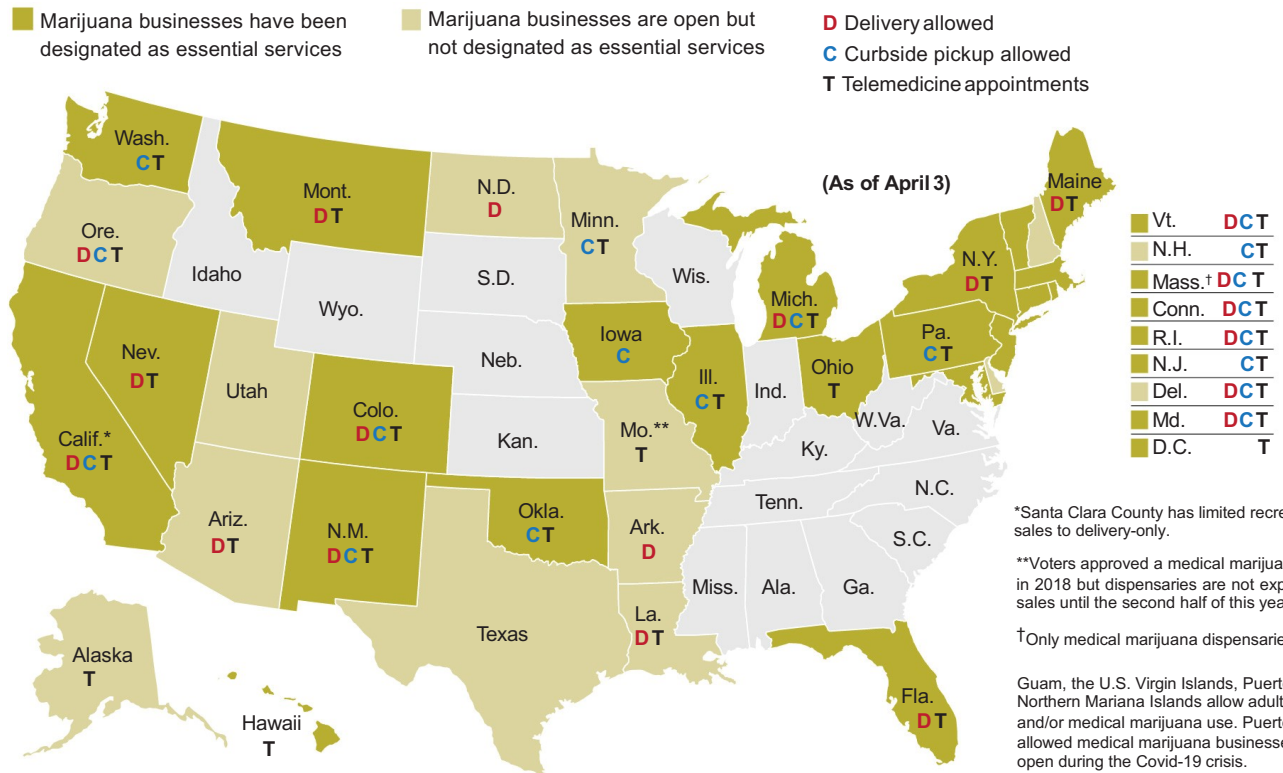 Marijuana businesses have been
designated as essential services
Marijuana businesses are open but
not designated as essential services
D Delivery allowed
C Curbside pickup allowed
T Telemedicine appointments
(As of April 3)
Wash.
C T
Mont.
D T
N.D.
D
Minn.
C T
Maine
D T
Ore.
D C T
Idaho
S.D.
Wis.
N.Y.
D T
Wyo.
Mich.
D C T
Nev.
D T
Utah
Neb.
Iowa
C
Pa.
C T
Ill.
C T
Ind.
Ohio
T
Colo.
D C T
Calif.*
D C T
Kan.
Mo.**
T
W.Va.
Va.
Ky.
Ariz.
D T
N.M.
D C T
Okla.
C T
Ark.
D
Tenn.
N.C.
S.C.
Texas
La.
D T
Miss.
Ala.
Ga.
Alaska
T
Hawaii
T
Fla.
D T
Vt. D C T
N.H. C T
Mass.† D C T
Conn. D C T
R.I. D C T
N.J. C T
Del. D C T
Md. D C T
D.C. T
*Santa Clara County has limited recre
sales to delivery-only.
**Voters approved a medical mariju
in 2018 but dispensaries are not exp
sales until the second half of this year
†Only medical marijuana dispensarie
Guam, the U.S. Virgin Islands, Puert
Northern Mariana Islands allow adult
and/or medical marijuana use. Puert
allowed medical marijuana businesse
open during the Covid-19 crisis.